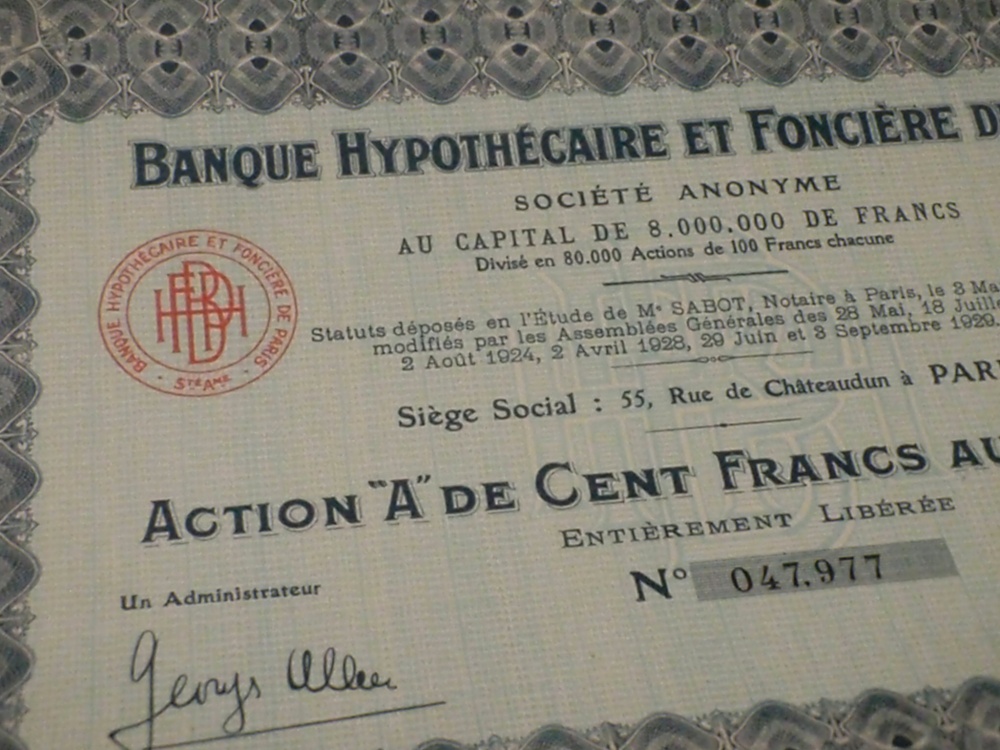 BANQUE HYPOTHÉCAIRE ET FONCIÈRE D
SOCIÉTÉ ANONYME
AU CAPITAL DE 8.000.000 DE FRANCS
Divisé en 80.000 Actions de 100 Francs chacune
BANQUE HYPOTHÉCAIRE ET FONCIÈRE DE PARIS
STÉ AME
Statuts déposés en l'Étude de Me SABOT, Notaire à Paris, le 3 Ma
modifiés par les Assemblées Générales des 28 Mai, 18 Juill
2 Août 1924, 2 Avril 1928, 29 Juin et 3 Septembre 1929
Siège Social : 55, Rue de Châteaudun à PARI
ACTION "A" DE CENT FRANCS AU
ENTIÈREMENT LIBÉRÉE
No 047.977
Un Administrateur